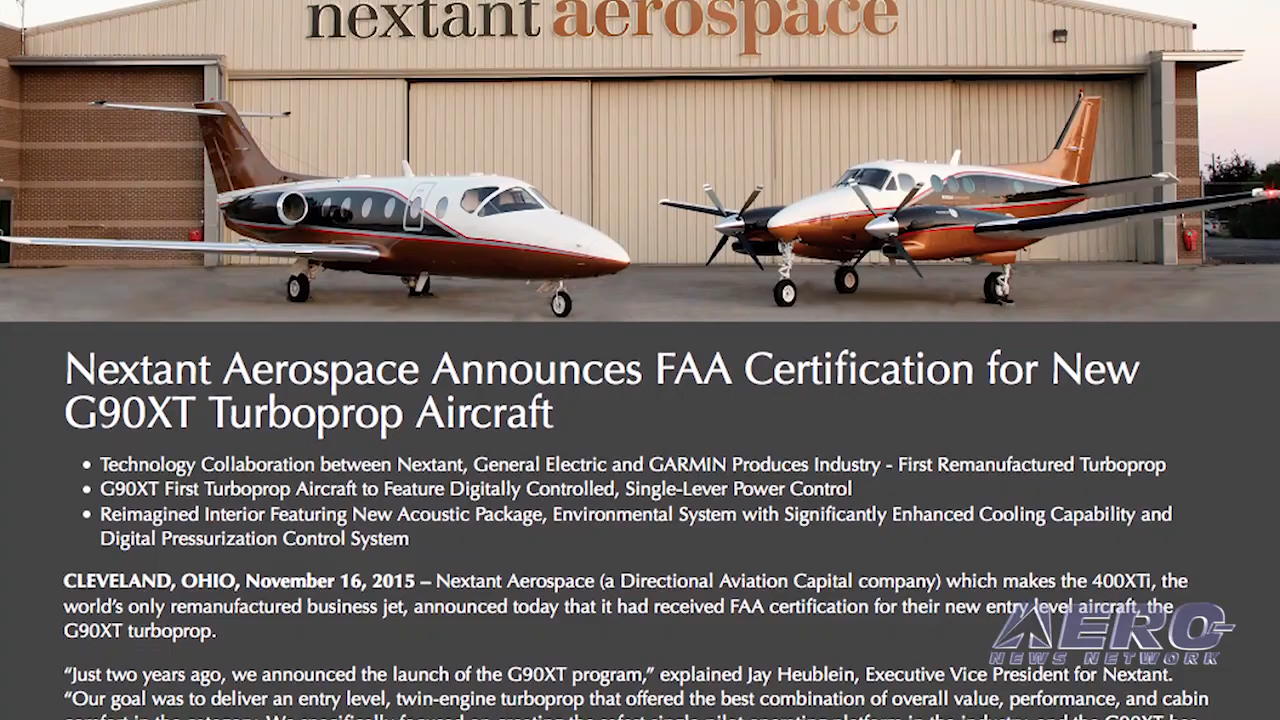 nextant aerospace
Nextant Aerospace Announces FAA Certification for New
G90XT Turboprop Aircraft
• Technology Collaboration between Nextant, General Electric and GARMIN Produces Industry - First Remanufactured Turboprop
• G90XT First Turboprop Aircraft to Feature Digitally Controlled, Single-Lever Power Control
• Reimagined Interior Featuring New Acoustic Package, Environmental System with Significantly Enhanced Cooling Capability and
Digital Pressurization Control System
CLEVELAND, OHIO, November 16, 2015 – Nextant Aerospace (a Directional Aviation Capital company) which makes the 400XTi, the
world's only remanufactured business jet, announced today that it had received FAA certification for their new entry level aircraft, the
G90XT turboprop.
AERO-
NEWS NETWORK
“Just two years ago, we announced the launch of the G90XT program,” explained Jay Heublein, Executive Vice President for Nextant.
“Our goal was to deliver an entry level, twin-engine turboprop that offered the best combination of overall value, performance, and cabin